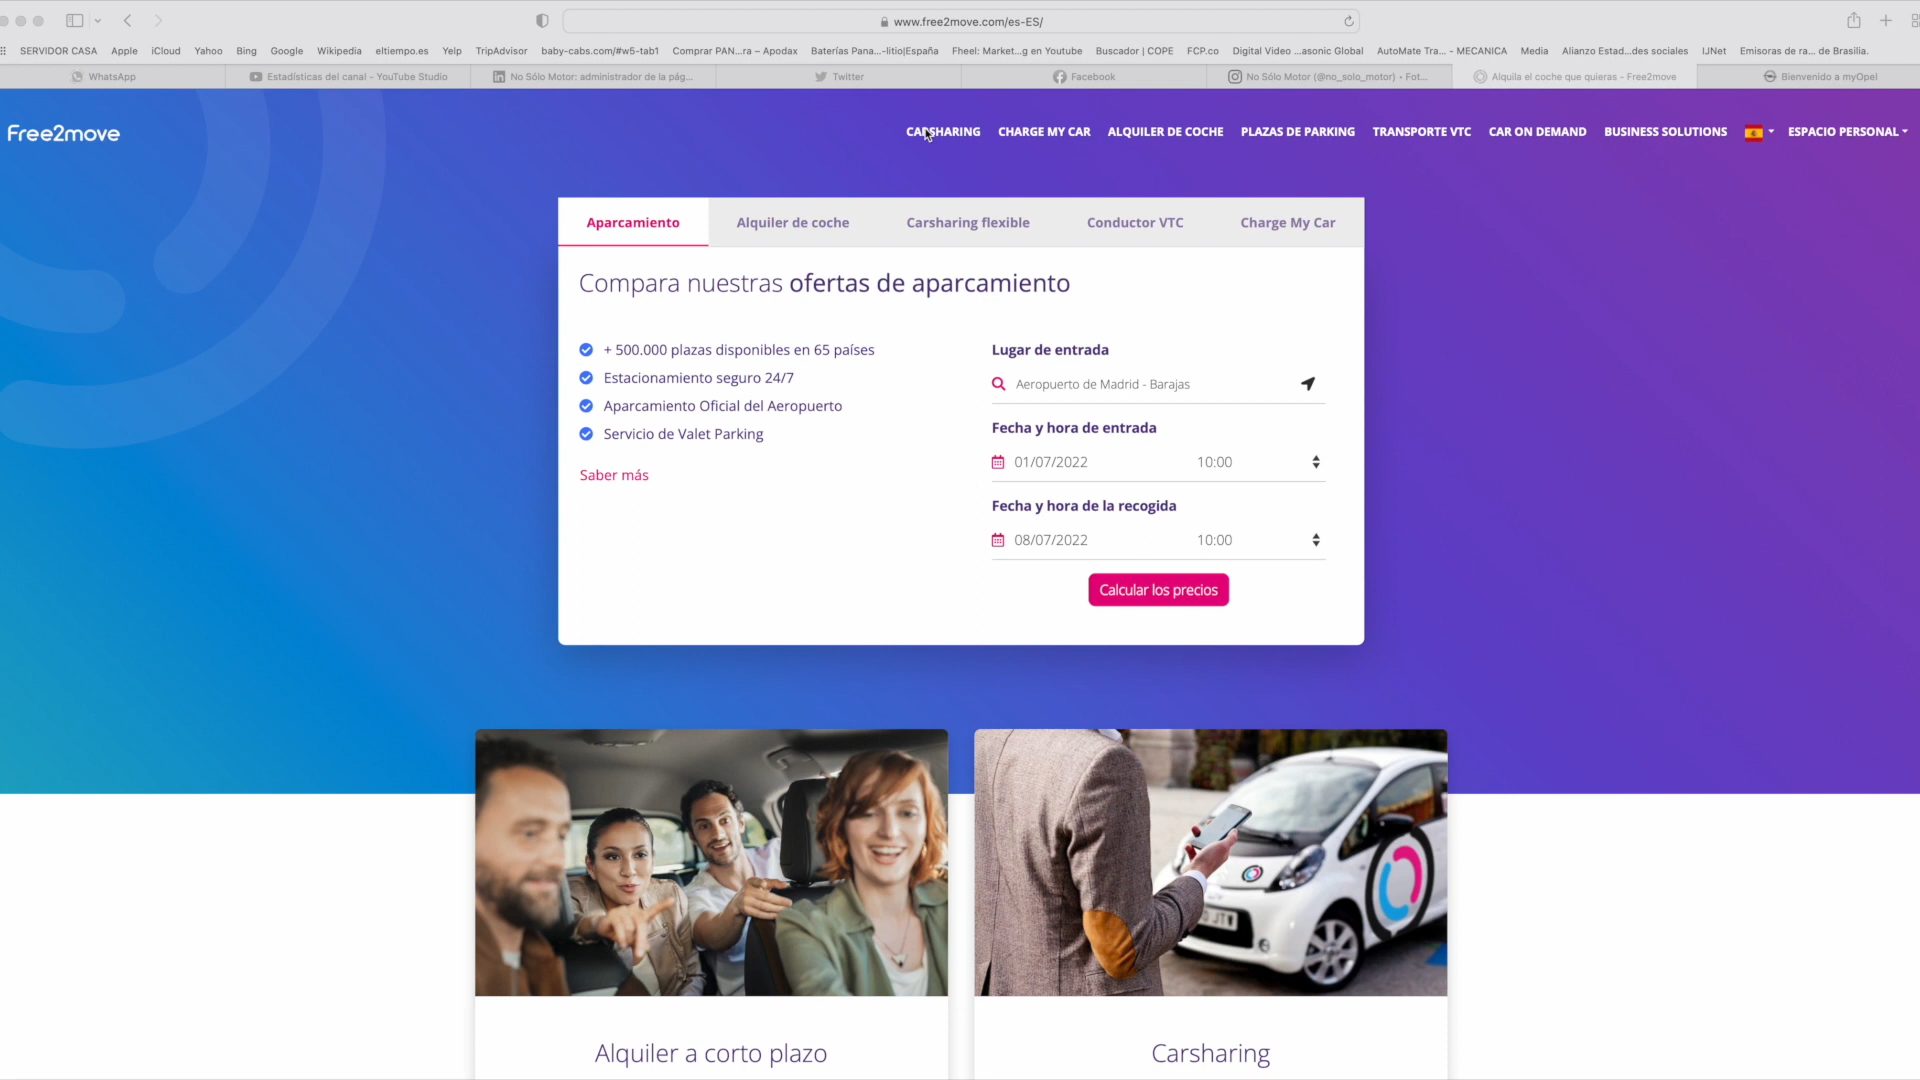 www.free2move.com/es-ES/
SERVIDOR CASA Apple iCloud Yahoo Bing Google Wikipedia eltiempo.es Yelp TripAdvisor baby-cabs.com/#w5-tab1 Comprar PAN...ra – Apodax Baterías Pana...-litio|España Fheel: Market...g en Youtube Buscador | COPE FCP.co Digital Video ...asonic Global AutoMate Tra... - MECANICA Media Alianzo Estad...des sociales IJNet Emisoras de ra... de Brasilia.
WhatsApp Estadísticas del canal - YouTube Studio No Sólo Motor: administrador de la pág... Twitter Facebook No Sólo Motor (@no_solo_motor) • Fot... Alquila el coche que quieras - Free2move Bienvenido a myOpel
Free2move
CARSHARING CHARGE MY CAR ALQUILER DE COCHE PLAZAS DE PARKING TRANSPORTE VTC CAR ON DEMAND BUSINESS SOLUTIONS ESPACIO PERSONAL
Aparcamiento Alquiler de coche Carsharing flexible Conductor VTC Charge My Car
Compara nuestras ofertas de aparcamiento
+ 500.000 plazas disponibles en 65 países
Estacionamiento seguro 24/7
Aparcamiento Oficial del Aeropuerto
Servicio de Valet Parking
Saber más
Lugar de entrada
Aeropuerto de Madrid - Barajas
Fecha y hora de entrada
01/07/2022 10:00
Fecha y hora de la recogida
08/07/2022 10:00
Calcular los precios
JTV
Alquiler a corto plazo
Carsharing